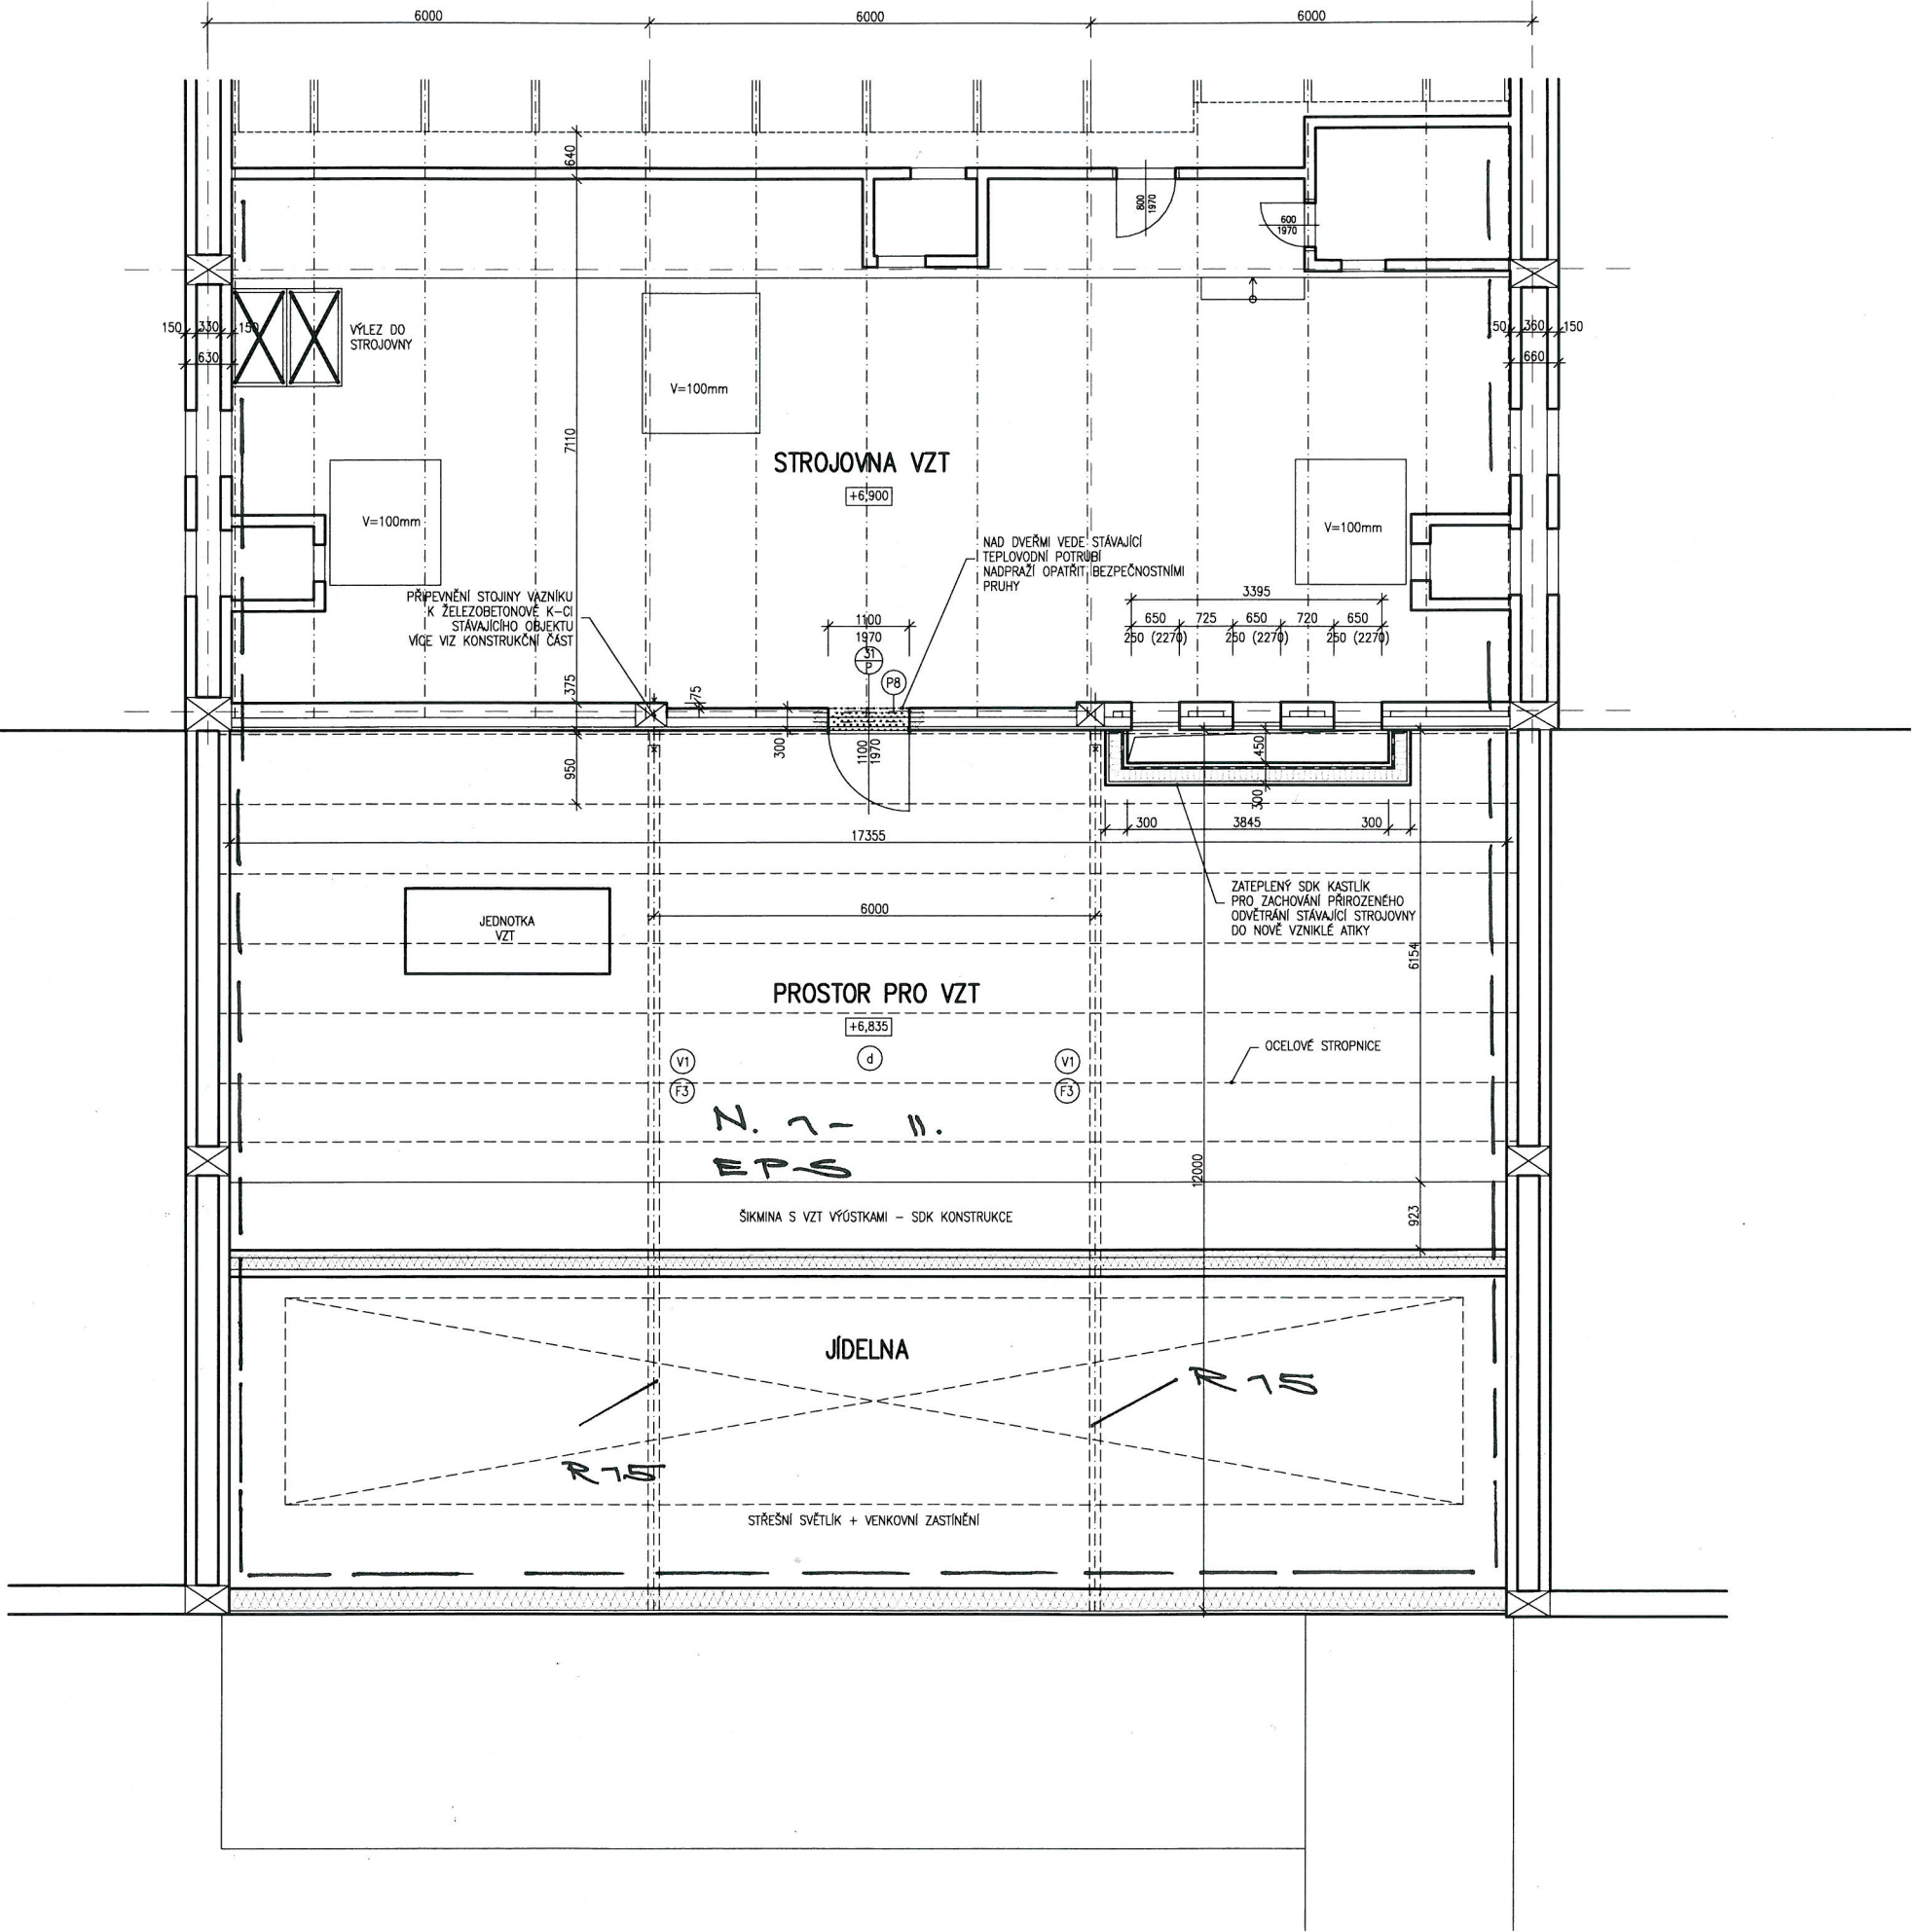 6000
6000
6000
640
800
1970
600
1970
150
330
150
630
VÝLEZ DO
STROJOVNY
150
360
150
660
V=100mm
7110
STROJOVNA VZT
+6,900
V=100mm
V=100mm
NAD DVEŘMI VEDE STÁVAJÍCÍ
TEPLOVODNÍ POTRUBÍ
NADPRAŽÍ OPATŘIT BEZPEČNOSTNÍMI
PRUHY
PŘIPEVNĚNÍ STOJINY VAZNÍKU
K ŽELEZOBETONOVÉ K-CI
STÁVAJÍCÍHO OBJEKTU
VÍCE VIZ KONSTRUKČNÍ ČÁST
3395
650
725
650
720
650
250 (2270)
250 (2270)
250 (2270)
1100
1970
31
P
P8
375
75
300
1100
1970
950
450
300
300
3845
300
17355
ZATEPLENÝ SDK KASTLÍK
PRO ZACHOVÁNÍ PŘIROZENÉHO
ODVĚTRÁNÍ STÁVAJÍCÍ STROJOVNY
DO NOVĚ VZNIKLÉ ATIKY
JEDNOTKA
VZT
6000
6154
PROSTOR PRO VZT
+6,835
V1
F3
d
V1
F3
OCELOVÉ STROPNICE
EPS
12000
923
ŠIKMINA S VZT VÝÚSTKAMI – SDK KONSTRUKCE
JÍDELNA
R 15
R 15
STŘEŠNÍ SVĚTLÍK + VENKOVNÍ ZASTÍNĚNÍ